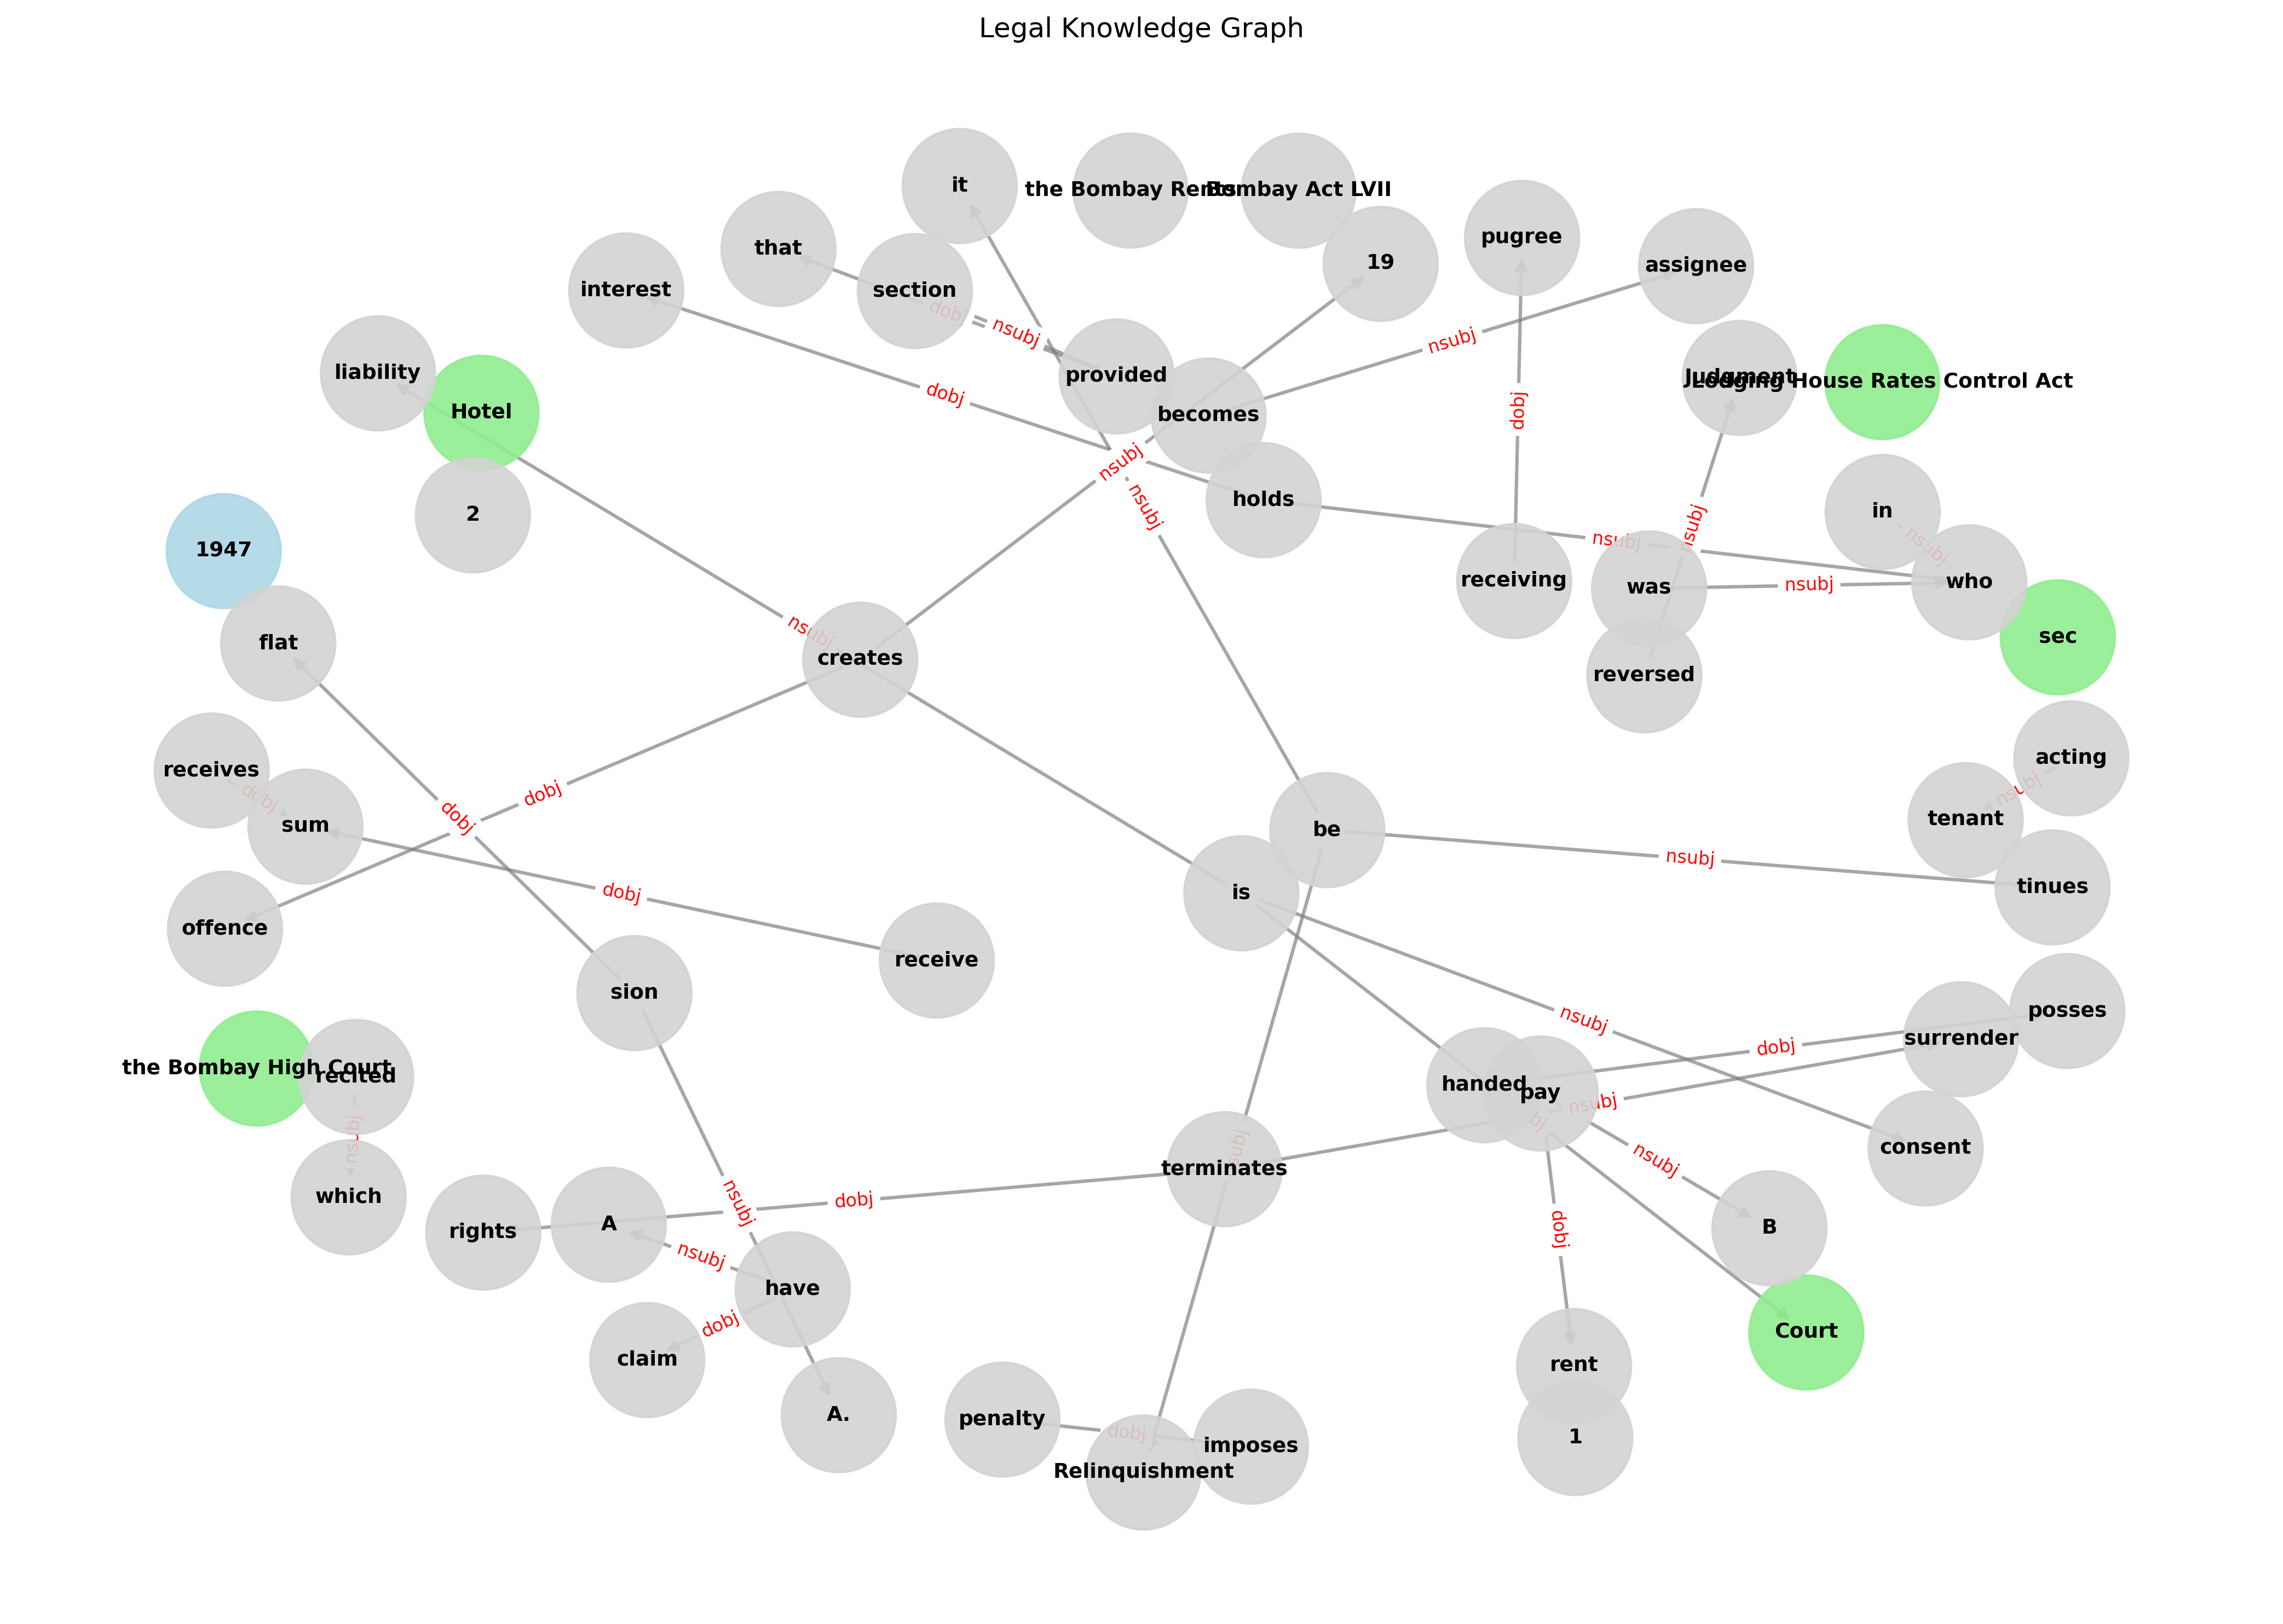 Legal Knowledge Graph
it
the Bombay Rents
Bombay Act LVII
that
section
19
pugree
assignee
interest
dobj
nsubj
nsubj
liability
Hotel
dobj
provided
becomes
dobj
Judgment
Lodging House Rates Control Act
nsubj
2
nsubj
holds
in
1947
nsubj
nsubj
nsubj
receiving
was
nsubj
who
flat
nsubj
creates
reversed
sec
receives
dobj
sum
dobj
dobj
be
acting
nsubj
tenant
offence
dobj
is
nsubj
tinues
sion
receive
nsubj
posses
surrender
the Bombay High Court
recited
dobj
handed
pay
nsubj
nsubj
bj
consent
which
terminates
nsubj
rights
A
nsubj
dobj
nsubj
dobj
B
have
dobj
claim
rent
Court
A.
penalty
dobj
imposes
Relinquishment
1